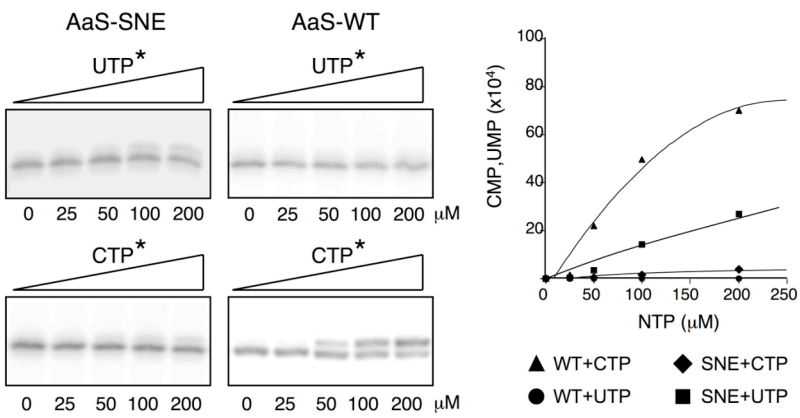 AaS-SNE AaS-WT
UTP* UTP*
0 25 50 100 200 0 25 50 100 200 μM
CTP* CTP*
0 25 50 100 200 0 25 50 100 200 μM
CMP,UMP (x10⁴)
100
80
60
40
20
0 50 100 150 200 250
NTP (μM)
WT+CTP SNE+CTP
WT+UTP SNE+UTP